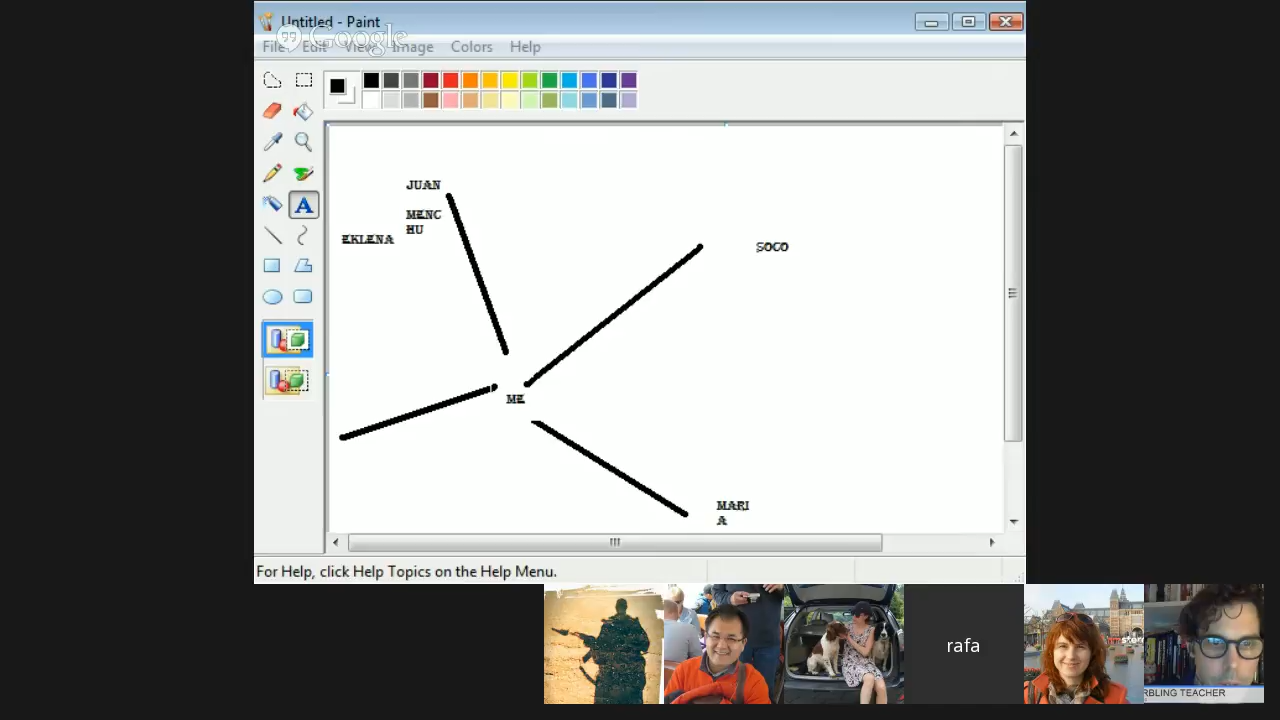 Untitled - Paint
Google
File Edit View Image Colors Help
JUAN
MENC
HU
EKLENA
SOCO
ME
MARI
A
For Help, click Help Topics on the Help Menu.
rafa
RBLING TEACHER